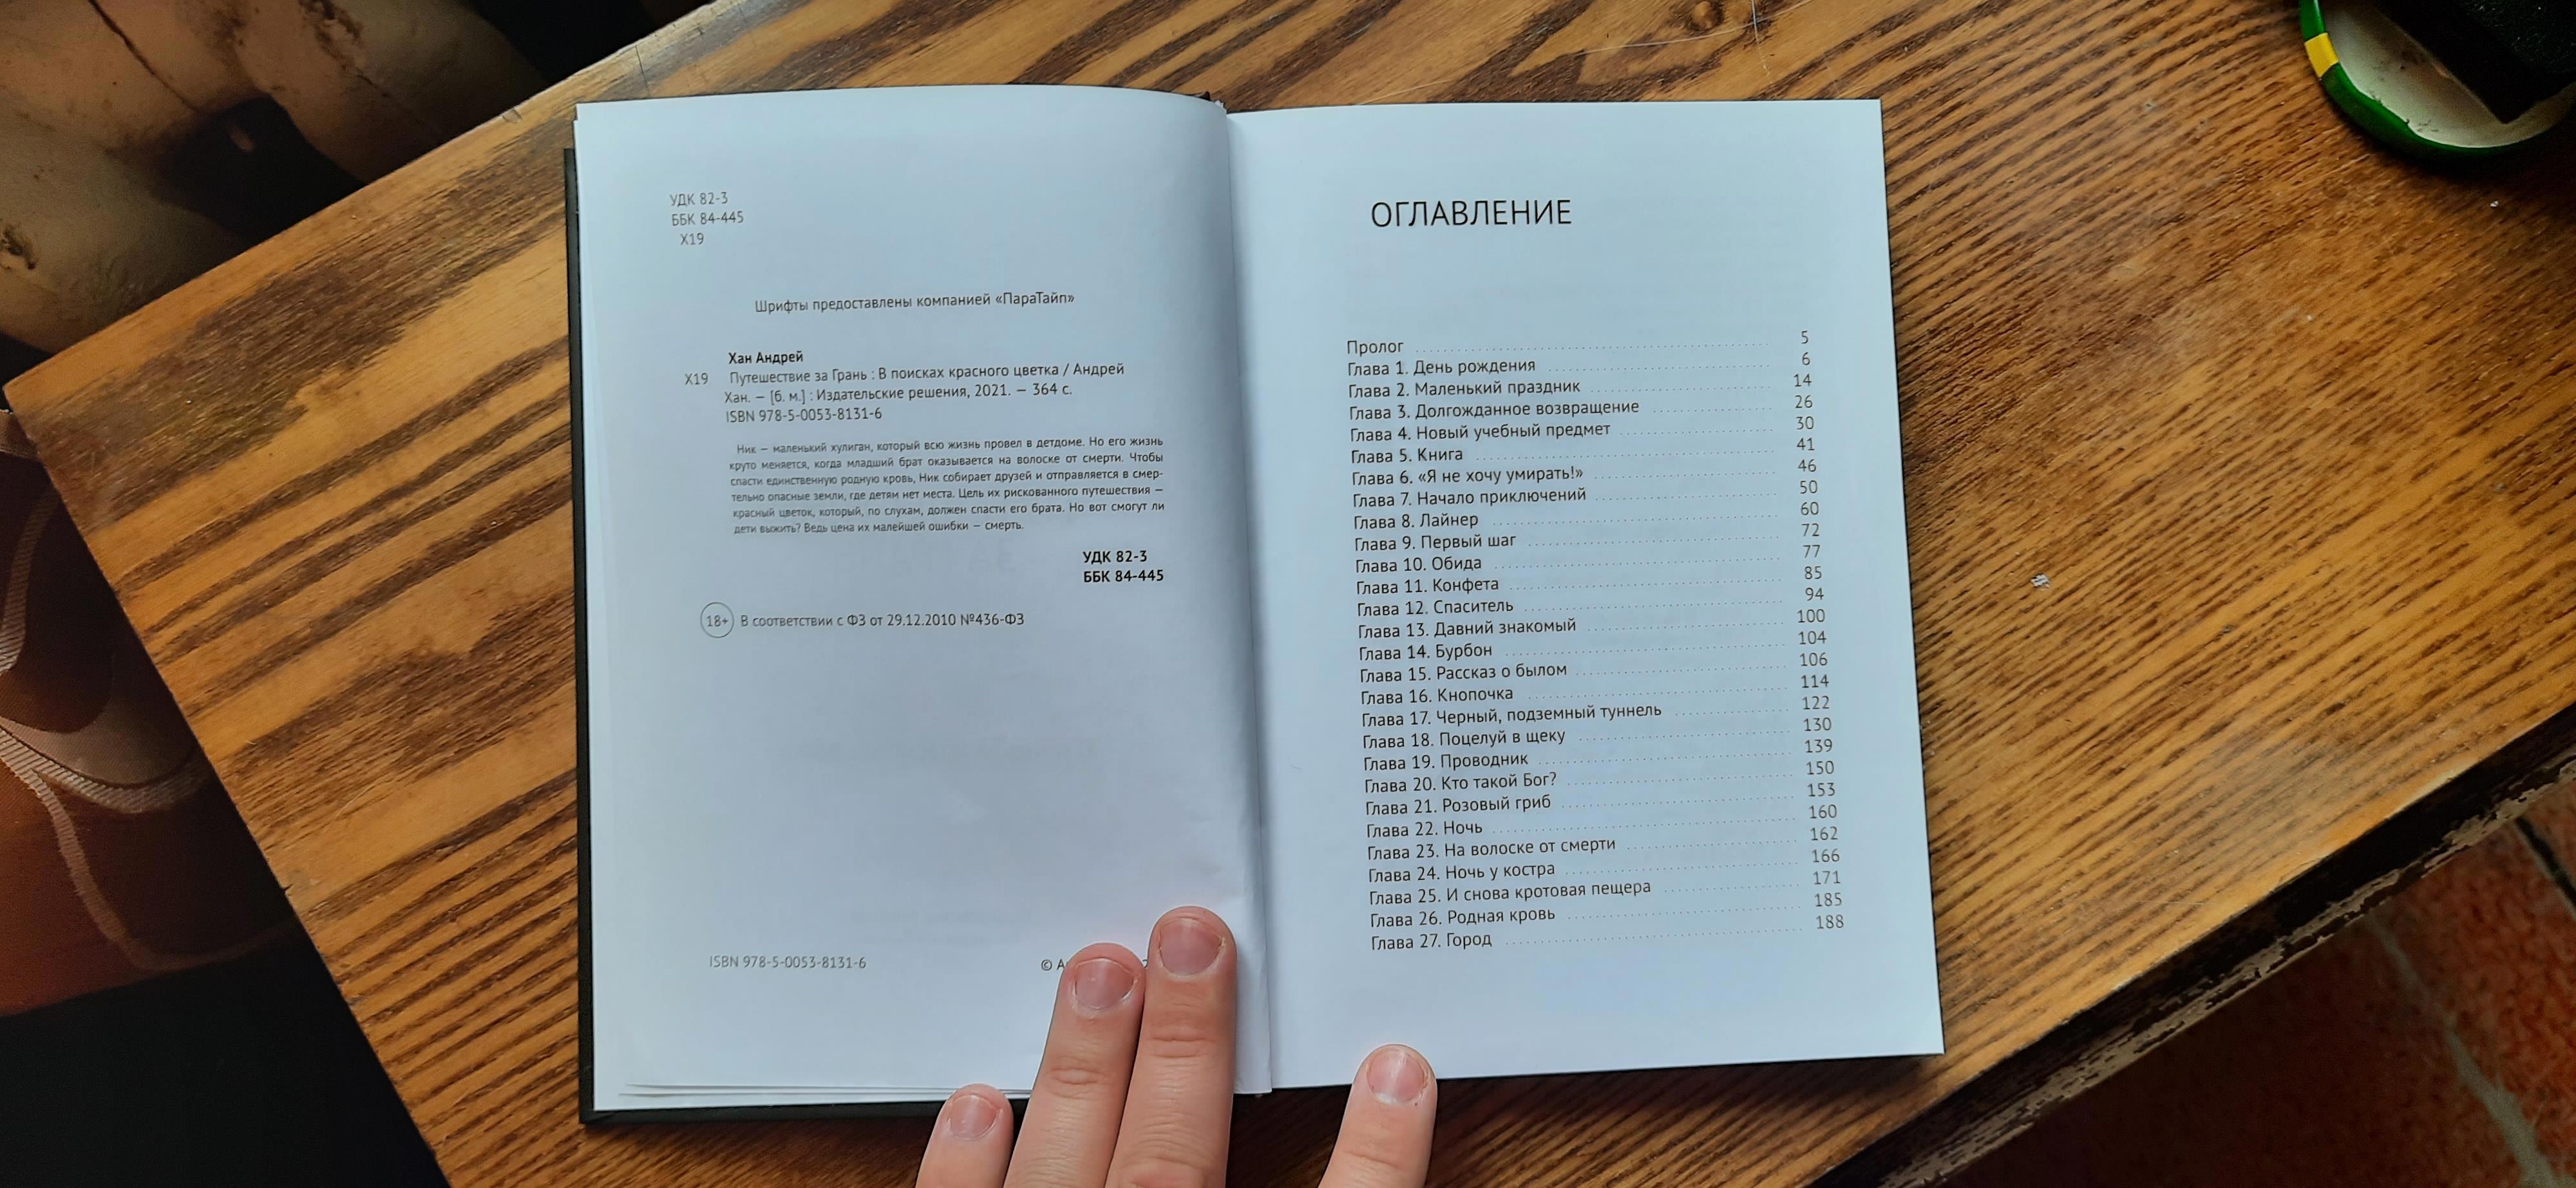 УДК 82-3
ББК 84-445
Х19
Шрифты предоставлены компанией «ПараТайп»
Хан Андрей
Х19 Путешествие за Грань : В поисках красного цветка / Андрей
Хан. — [б. м.] : Издательские решения, 2021. — 364 с.
ISBN 978-5-0053-8131-6
Ник — маленький хулиган, который всю жизнь провел в детдоме. Но его жизнь
круто меняется, когда младший брат оказывается на волоске от смерти. Чтобы
спасти единственную родную кровь, Ник собирает друзей и отправляется в смер-
тельно опасные земли, где детям нет места. Цель их рискованного путешествия —
красный цветок, который, по слухам, должен спасти его брата. Но вот смогут ли
дети выжить? Ведь цена их малейшей ошибки — смерть.
УДК 82-3
ББК 84-445
18+ В соответствии с ФЗ от 29.12.2010 №436-ФЗ
ISBN 978-5-0053-8131-6 ©
ОГЛАВЛЕНИЕ
Пролог 5
Глава 1. День рождения 6
Глава 2. Маленький праздник 14
Глава 3. Долгожданное возвращение 26
Глава 4. Новый учебный предмет 30
Глава 5. Книга 41
Глава 6. «Я не хочу умирать!» 46
Глава 7. Начало приключений 50
Глава 8. Лайнер 60
Глава 9. Первый шаг 72
Глава 10. Обида 77
Глава 11. Конфета 85
Глава 12. Спаситель 94
Глава 13. Давний знакомый 100
Глава 14. Бурбон 104
Глава 15. Рассказ о былом 106
Глава 16. Кнопочка 114
Глава 17. Черный, подземный туннель 122
Глава 18. Поцелуй в щеку 130
Глава 19. Проводник 139
Глава 20. Кто такой Бог? 150
Глава 21. Розовый гриб 153
Глава 22. Ночь 160
Глава 23. На волоске от смерти 162
Глава 24. Ночь у костра 166
Глава 25. И снова кротовая пещера 171
Глава 26. Родная кровь 185
Глава 27. Город 188